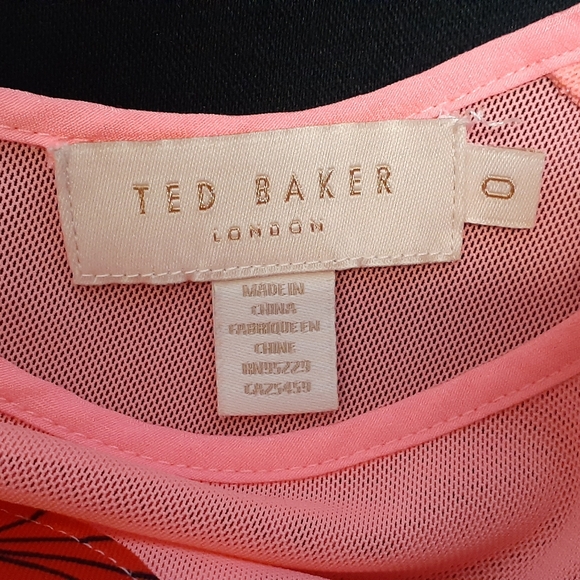 TED BAKER
LONDON
0
MADE IN
CHINA
FABRIQUE EN
CHINE
RN95229
CA25459